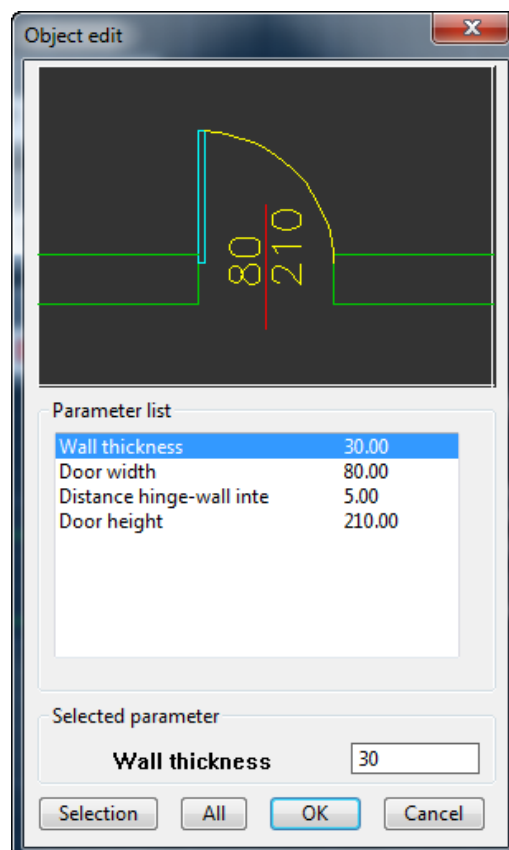 Object edit
80
210
Parameter list
Wall thickness 30.00
Door width 80.00
Distance hinge-wall inte 5.00
Door height 210.00
Selected parameter
Wall thickness 30
Selection All OK Cancel